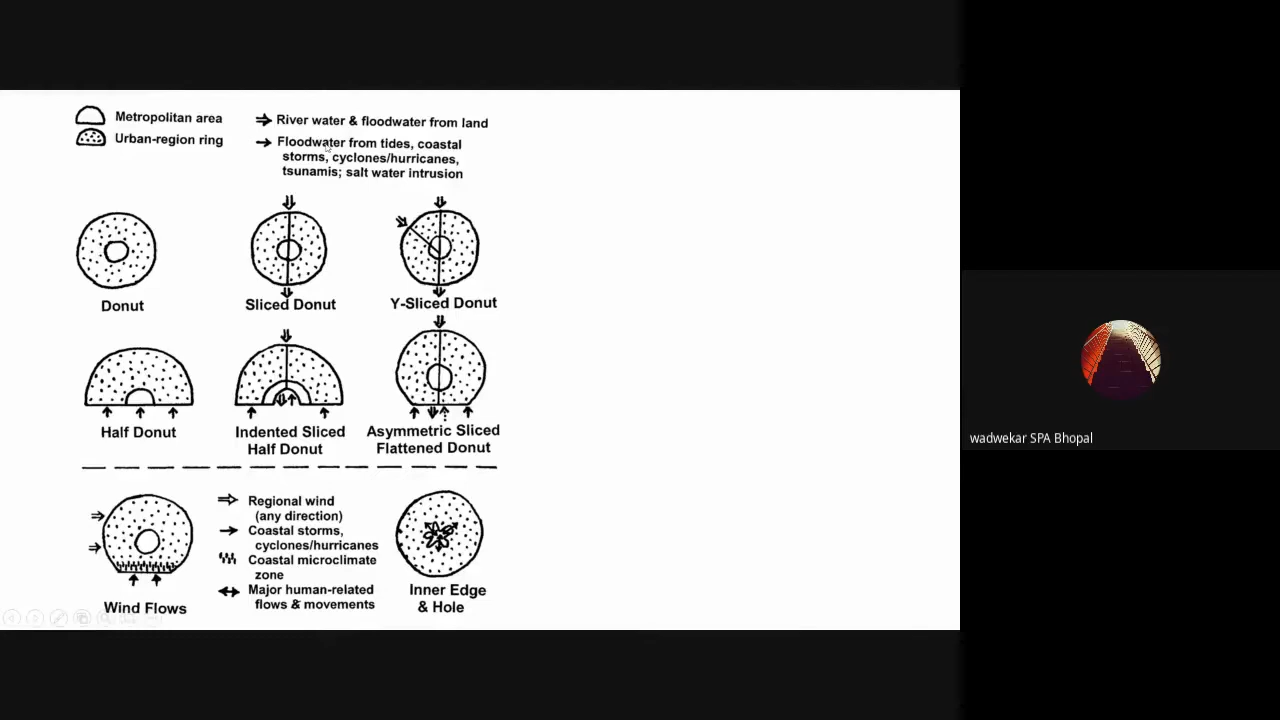 Metropolitan area
Urban-region ring
River water & floodwater from land
Floodwater from tides, coastal
storms, cyclones/hurricanes,
tsunamis; salt water intrusion
Donut
Sliced Donut
Y-Sliced Donut
Half Donut
Indented Sliced
Half Donut
Asymmetric Sliced
Flattened Donut
Wind Flows
Regional wind
(any direction)
Coastal storms,
cyclones/hurricanes
Coastal microclimate
zone
Major human-related
flows & movements
Inner Edge
& Hole
wadwekar SPA Bhopal